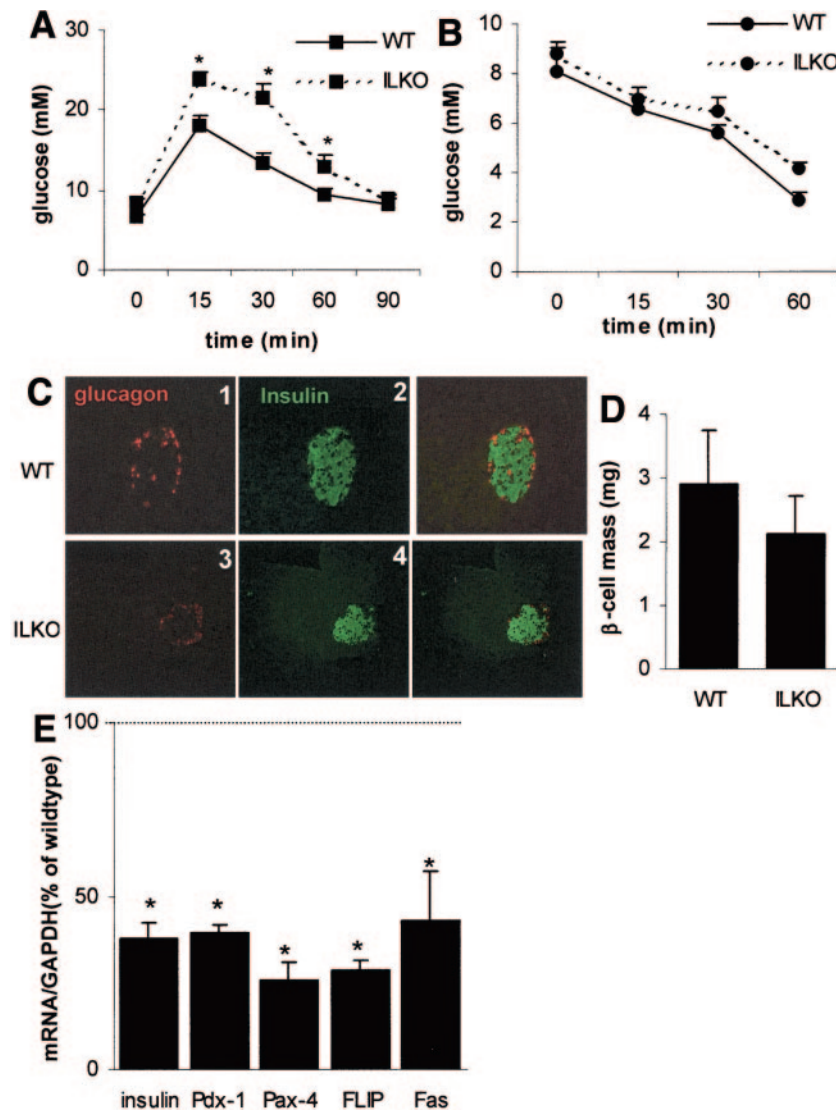 A
30
20
10
0
glucose (mM)
0 15 30 60 90
time (min)
WT
ILKO
* * *
B
10
8
6
4
2
0
glucose (mM)
0 15 30 60
time (min)
WT
ILKO
C
glucagon 1 Insulin 2
WT
3 4
ILKO
D
4
3
2
1
0
β-cell mass (mg)
WT ILKO
E
100
50
0
mRNA/GAPDH(% of wildtype)
* * * * *
insulin Pdx-1 Pax-4 FLIP Fas